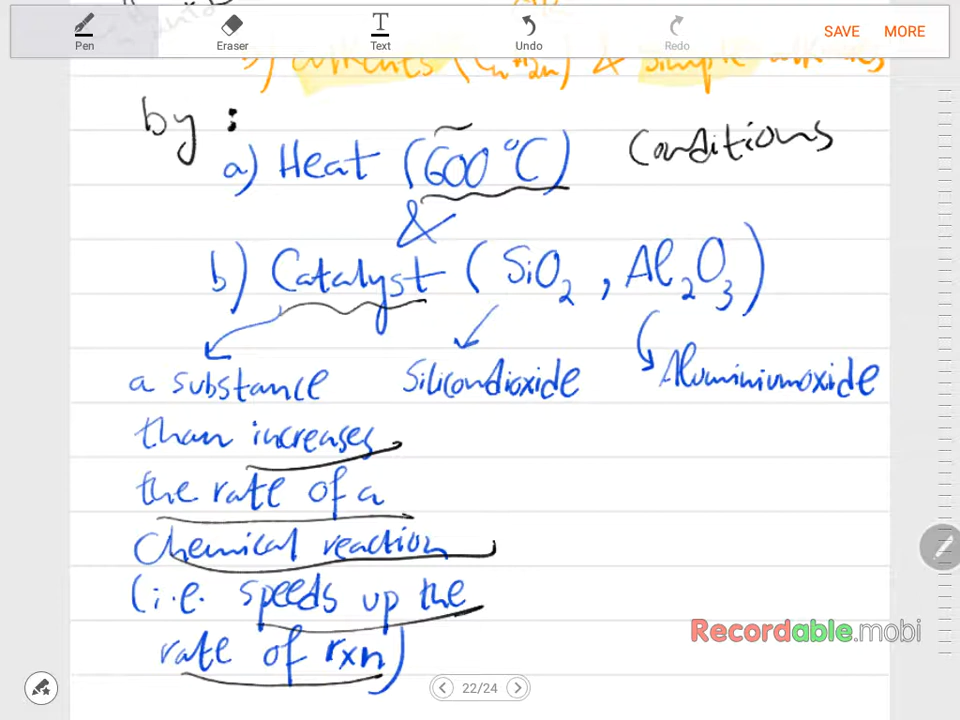 Pen
Eraser
Text
Undo
Redo
SAVE
MORE
by :
a) Heat (600 °C)
Conditions
&
b) Catalyst ( SiO2 , Al2O3 )
a substance
Silicondioxide
Aluminiumoxide
than increases
the rate of a
Chemical reaction
(i.e. speeds up the
rate of rxn)
Recordable.mobi
22/24